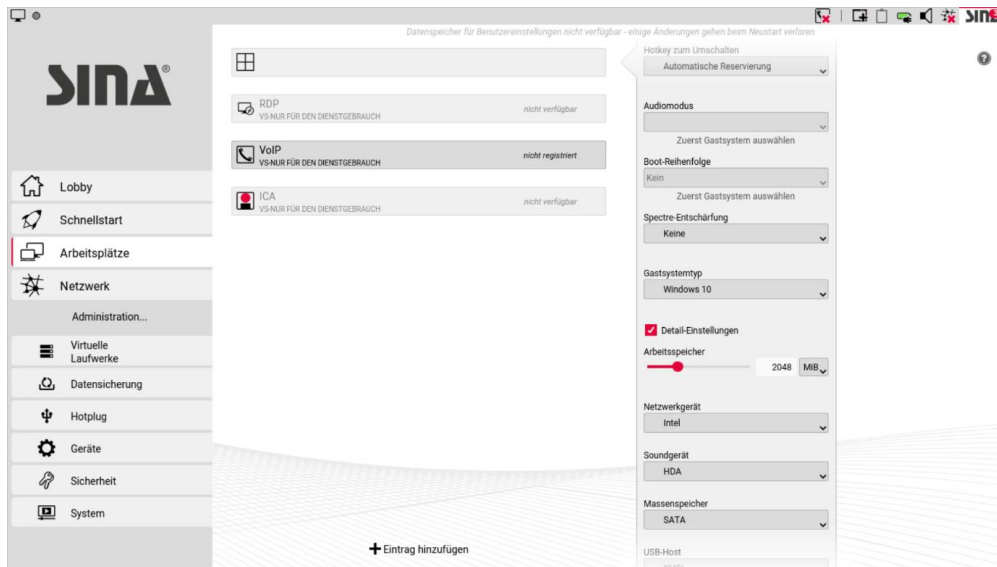 SINA
Datenspeicher für Benutzereinstellungen nicht verfügbar - einige Änderungen gehen beim Neustart verloren
SINA®
Lobby
Schnellstart
Arbeitsplätze
Netzwerk
Administration...
Virtuelle
Laufwerke
Datensicherung
Hotplug
Geräte
Sicherheit
System
RDP
VS-NUR FÜR DEN DIENSTGEBRAUCH
nicht verfügbar
VoIP
VS-NUR FÜR DEN DIENSTGEBRAUCH
nicht registriert
ICA
VS-NUR FÜR DEN DIENSTGEBRAUCH
nicht verfügbar
Eintrag hinzufügen
Hotkey zum Umschalten
Automatische Reservierung
Audiomodus
Zuerst Gastsystem auswählen
Boot-Reihenfolge
Kein
Zuerst Gastsystem auswählen
Spectre-Entschärfung
Keine
Gastsystemtyp
Windows 10
Detail-Einstellungen
Arbeitsspeicher
2048 MiB
Netzwerkgerät
Intel
Soundgerät
HDA
Massenspeicher
SATA
USB-Host